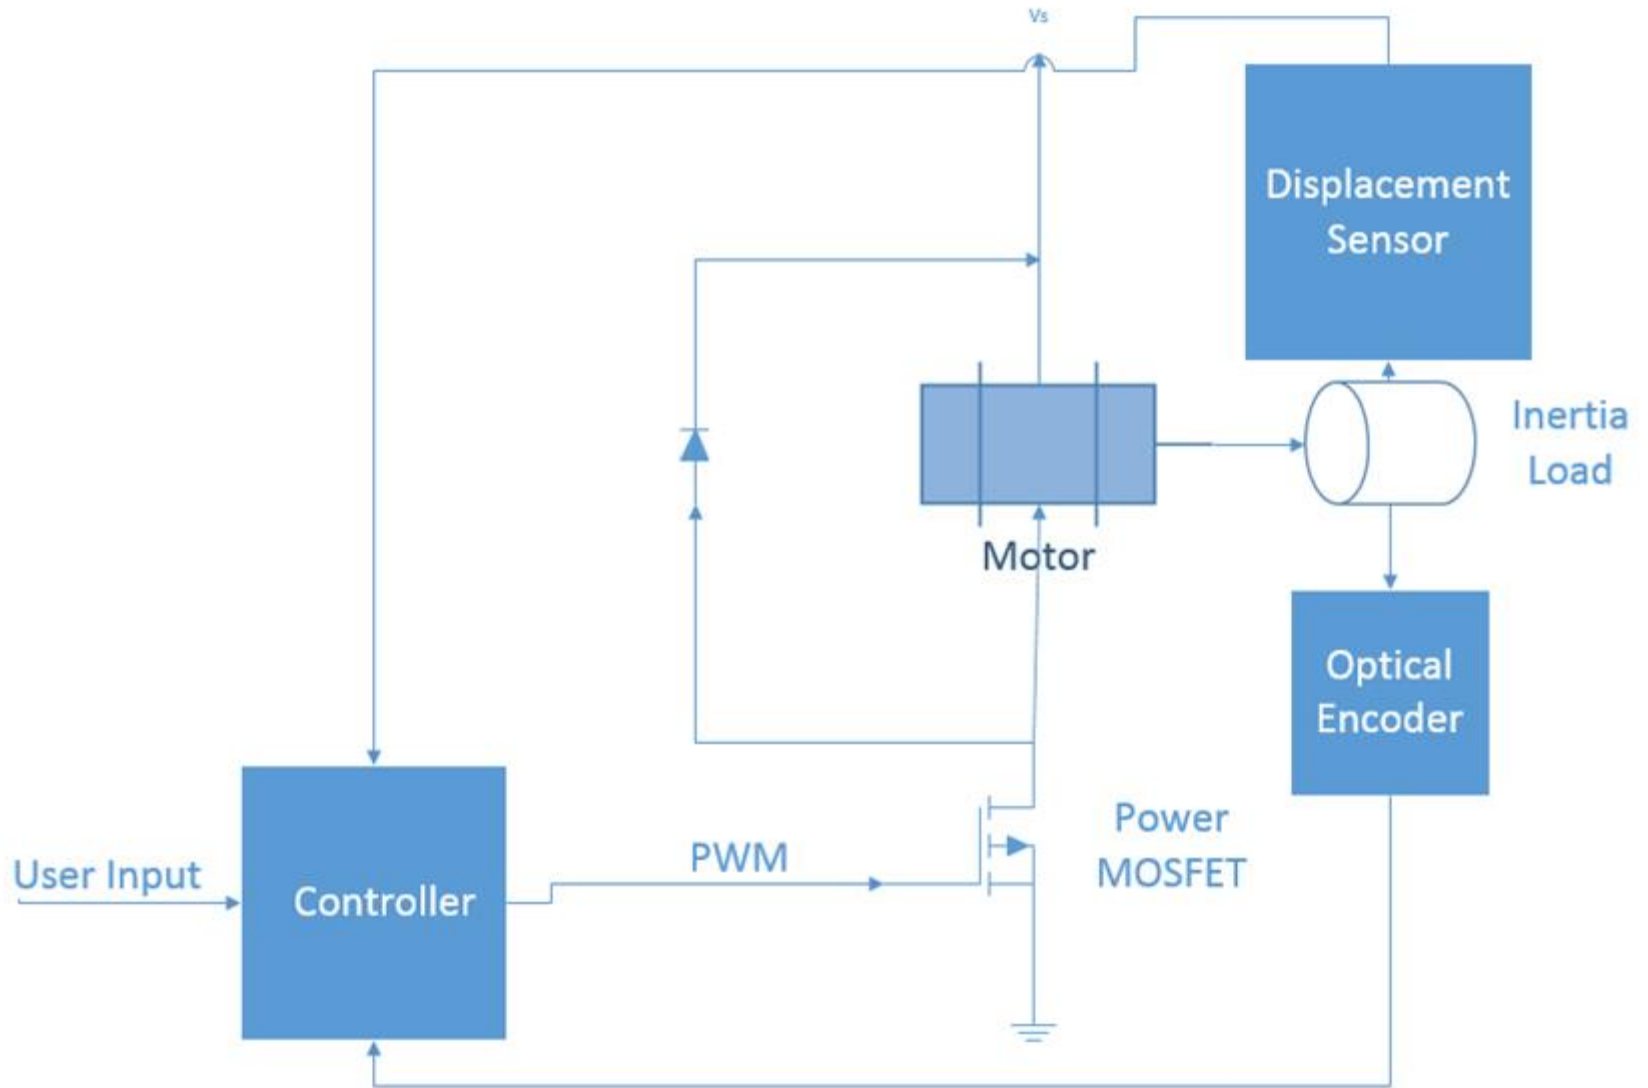 Vs
Displacement
Sensor
Inertia
Load
Motor
Optical
Encoder
Power
MOSFET
PWM
User Input
Controller